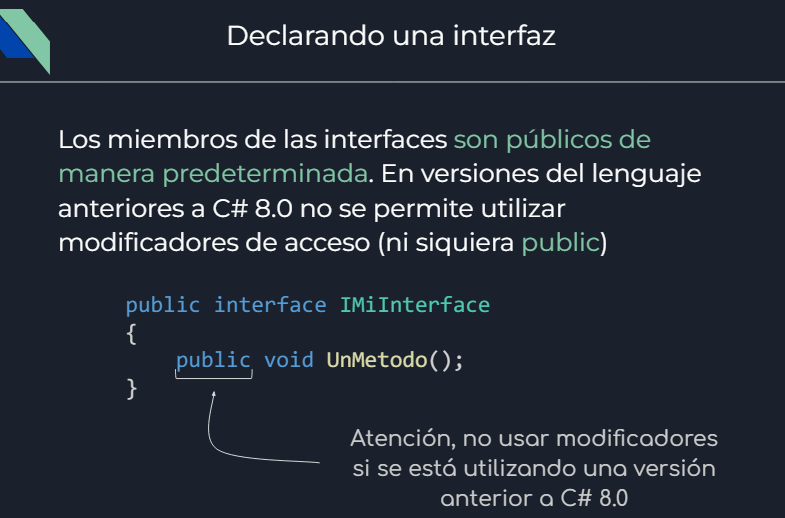 Declarando una interfaz
Los miembros de las interfaces son públicos de
manera predeterminada. En versiones del lenguaje
anteriores a C# 8.0 no se permite utilizar
modificadores de acceso (ni siquiera public)
public interface IMiInterface
{
    public void UnMetodo();
}
Atención, no usar modificadores
si se está utilizando una versión
anterior a C# 8.0